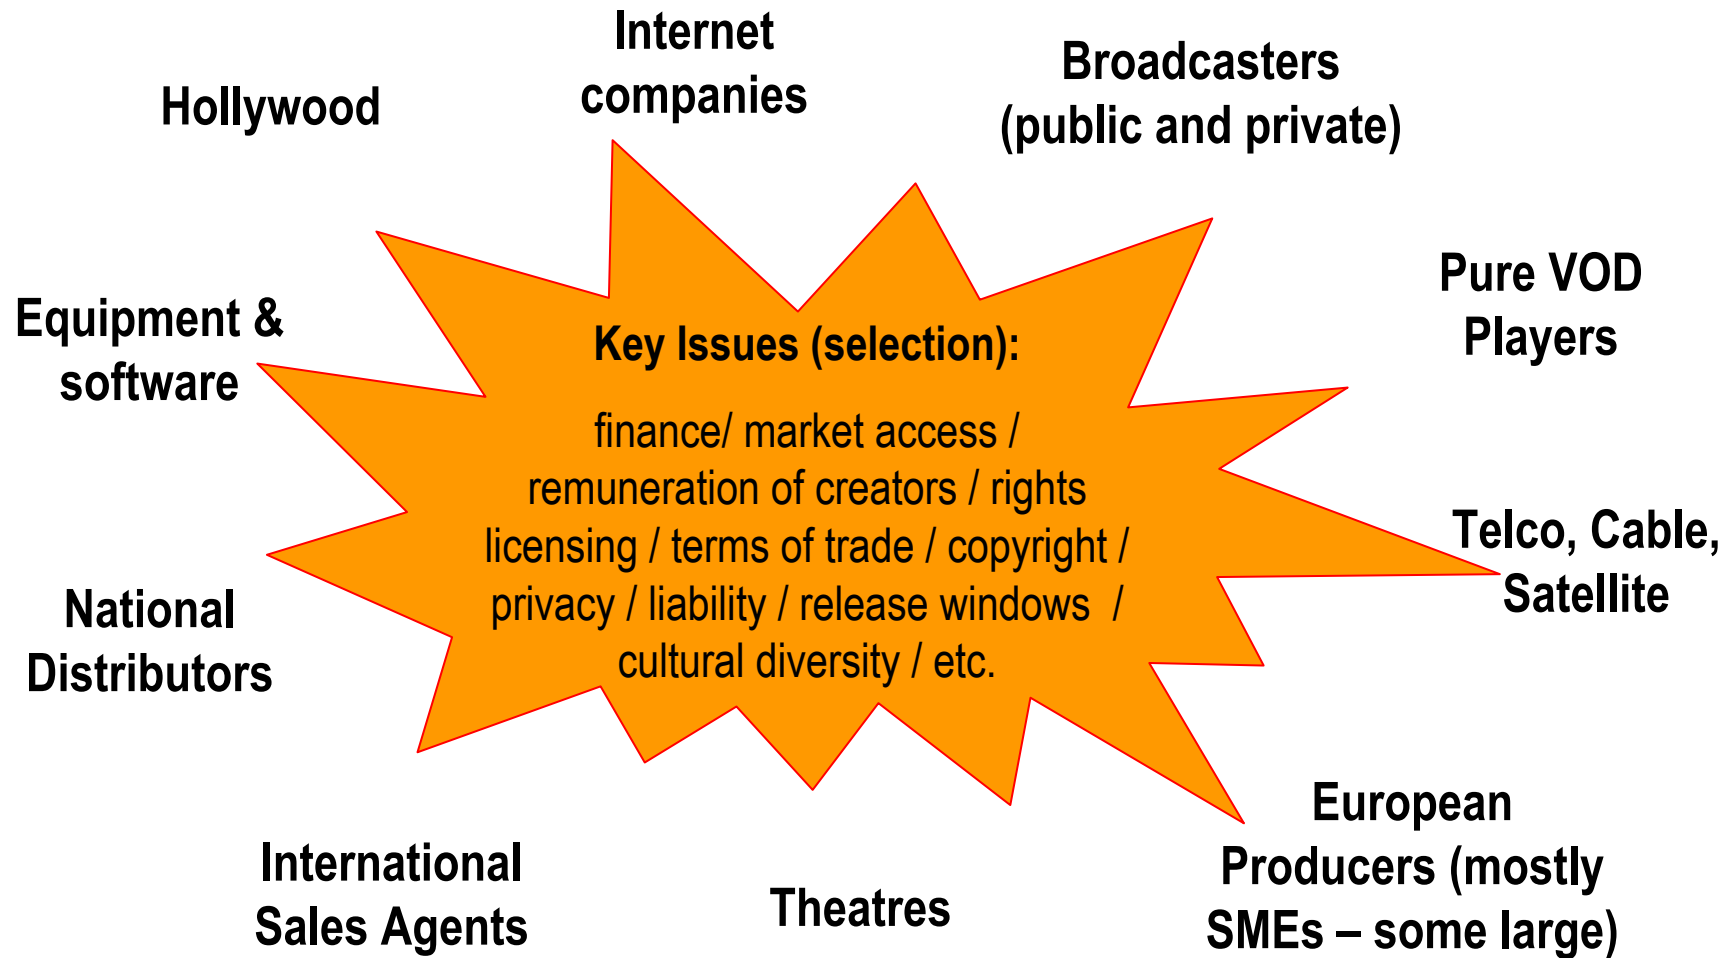 Internet
companies
Broadcasters
(public and private)
Hollywood
Pure VOD
Players
Equipment &
software
Key Issues (selection):
finance/ market access /
remuneration of creators / rights
licensing / terms of trade / copyright /
privacy / liability / release windows  /
cultural diversity / etc.
Telco, Cable,
Satellite
National
Distributors
European
Producers (mostly
SMEs – some large)
International
Sales Agents
Theatres